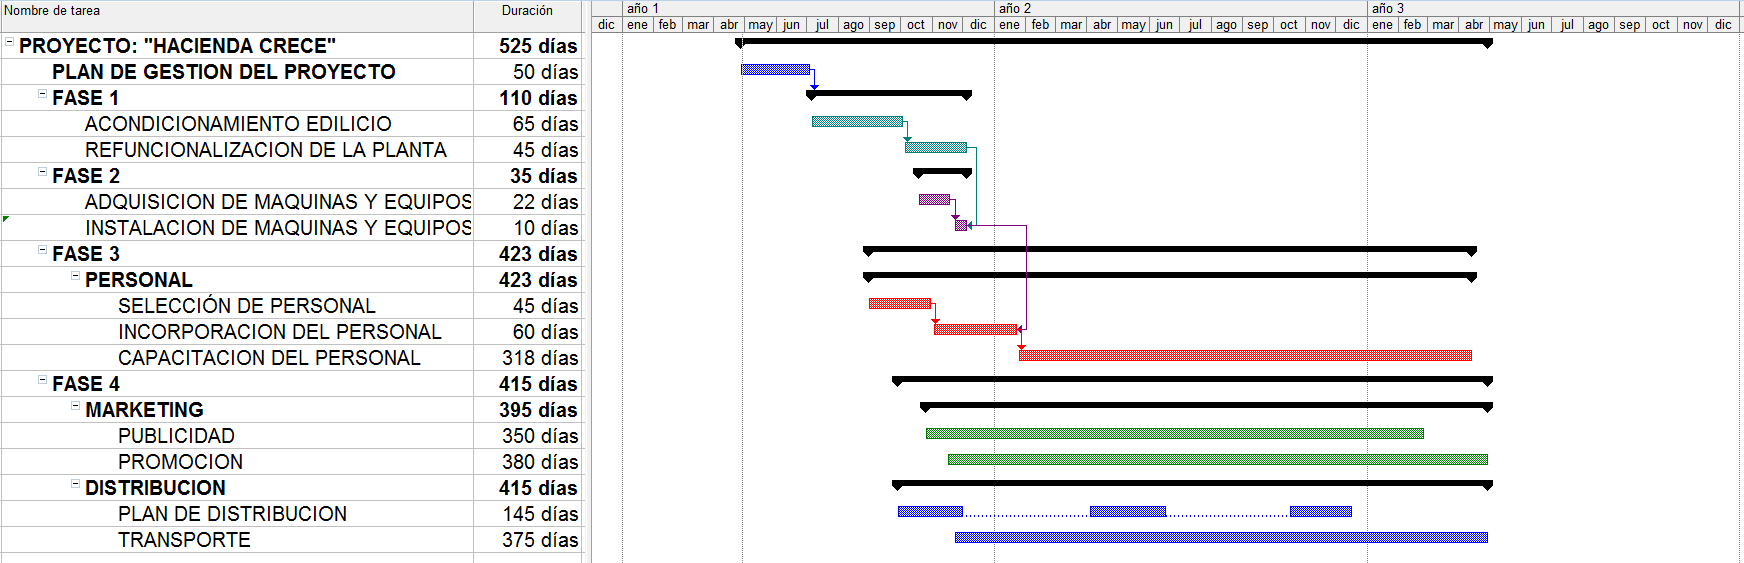 Nombre de tarea Duración año 1 año 2 año 3
dic ene feb mar abr may jun jul ago sep oct nov dic ene feb mar abr may jun jul ago sep oct nov dic ene feb mar abr may jun jul ago sep oct nov dic
PROYECTO: "HACIENDA CRECE" 525 días
PLAN DE GESTION DEL PROYECTO 50 días
FASE 1 110 días
ACONDICIONAMIENTO EDILICIO 65 días
REFUNCIONALIZACION DE LA PLANTA 45 días
FASE 2 35 días
ADQUISICION DE MAQUINAS Y EQUIPOS 22 días
INSTALACION DE MAQUINAS Y EQUIPOS 10 días
FASE 3 423 días
PERSONAL 423 días
SELECCIÓN DE PERSONAL 45 días
INCORPORACION DEL PERSONAL 60 días
CAPACITACION DEL PERSONAL 318 días
FASE 4 415 días
MARKETING 395 días
PUBLICIDAD 350 días
PROMOCION 380 días
DISTRIBUCION 415 días
PLAN DE DISTRIBUCION 145 días
TRANSPORTE 375 días